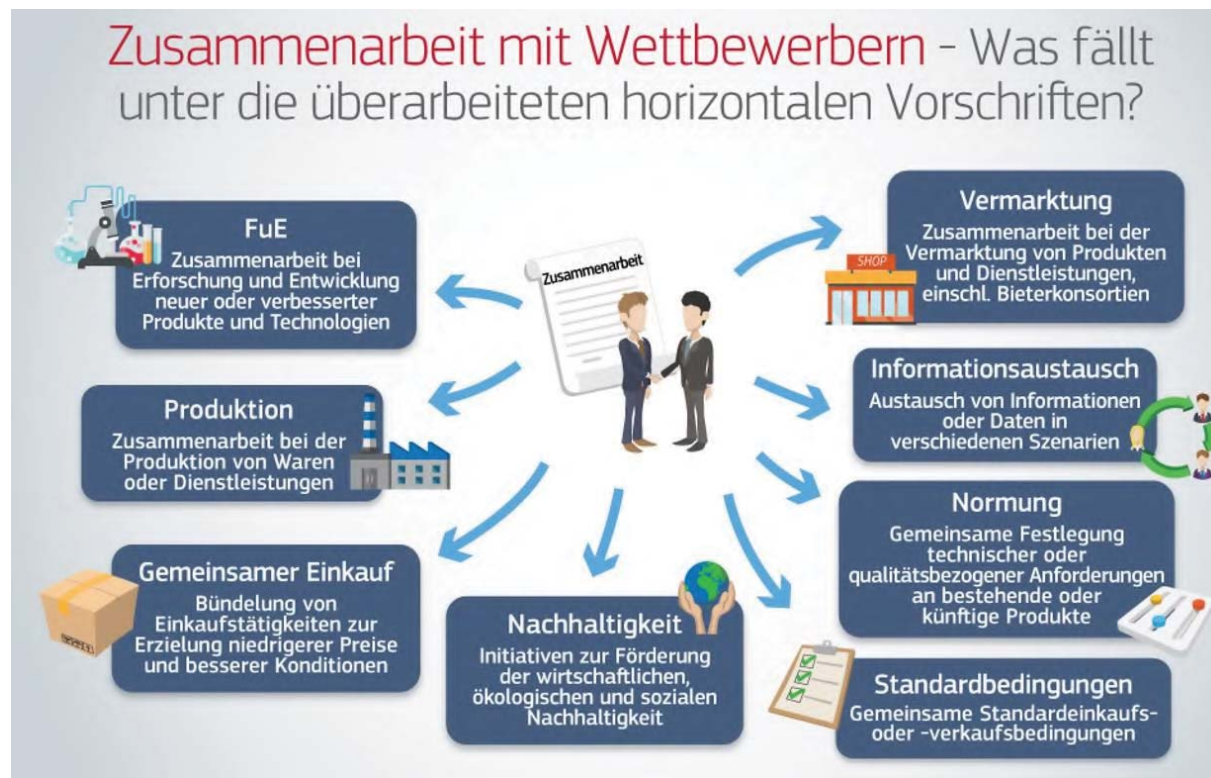 Zusammenarbeit mit Wettbewerbern - Was fällt
unter die überarbeiteten horizontalen Vorschriften?
FuE
Zusammenarbeit bei
Erforschung und Entwicklung
neuer oder verbesserter
Produkte und Technologien
Produktion
Zusammenarbeit bei der
Produktion von Waren
oder Dienstleistungen
Gemeinsamer Einkauf
Bündelung von
Einkaufstätigkeiten zur
Erzielung niedrigerer Preise
und besserer Konditionen
Zusammenarbeit
Nachhaltigkeit
Initiativen zur Förderung
der wirtschaftlichen,
ökologischen und sozialen
Nachhaltigkeit
Vermarktung
Zusammenarbeit bei der
Vermarktung von Produkten
und Dienstleistungen,
einschl. Bieterkonsortien
SHOP
Informationsaustausch
Austausch von Informationen
oder Daten in
verschiedenen Szenarien
Normung
Gemeinsame Festlegung
technischer oder
qualitätsbezogener Anforderungen
an bestehende oder
künftige Produkte
Standardbedingungen
Gemeinsame Standardeinkaufs-
oder -verkaufsbedingungen